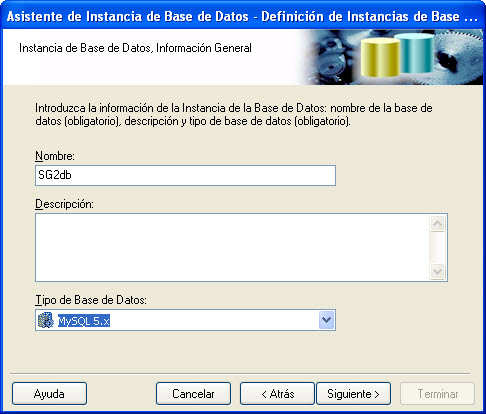 Asistente de Instancia de Base de Datos - Definición de Instancias de Base ...
Instancia de Base de Datos, Información General
Introduzca la información de la Instancia de la Base de Datos: nombre de la base de
datos (obligatorio), descripción y tipo de base de datos (obligatorio).
Nombre:
SG2db
Descripción:
Tipo de Base de Datos:
MySQL 5.x
Ayuda
Cancelar
< Atrás
Siguiente >
Terminar